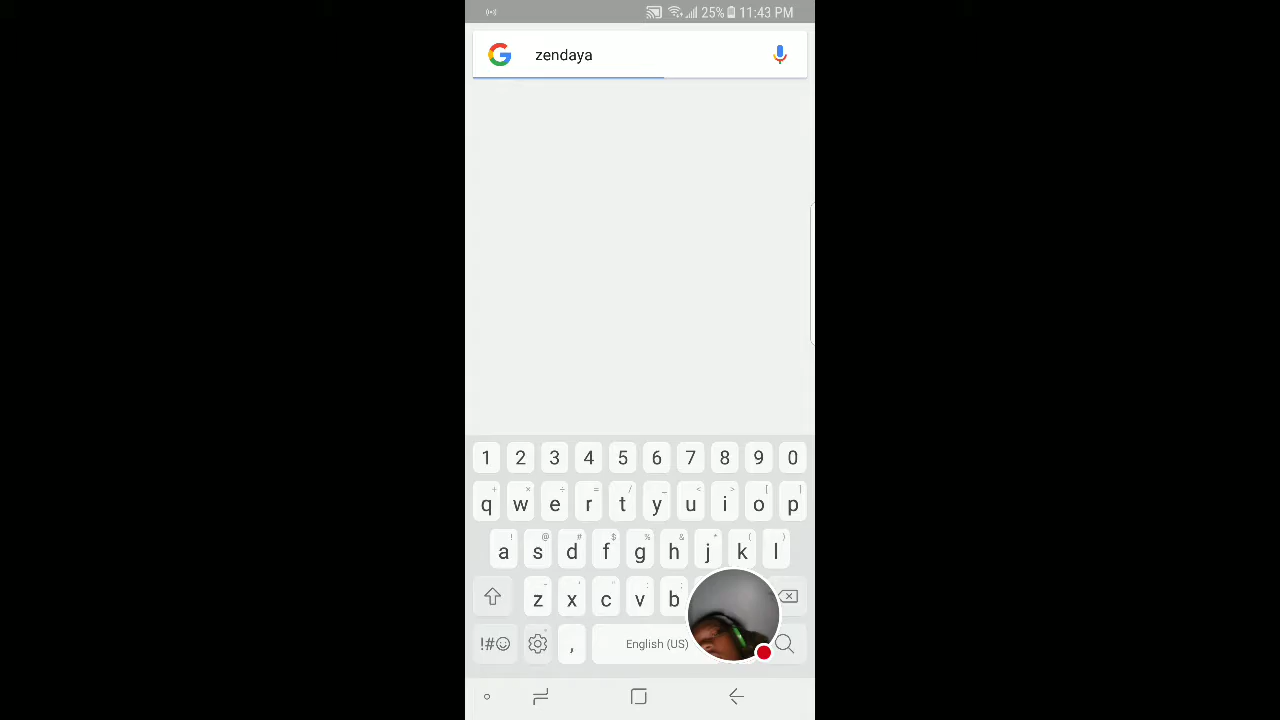 25% 11:43 PM
G zendaya
1 2 3 4 5 6 7 8 9 0
+ × ÷ = / _ < > [ ]
q w e r t y u i o p
! @ # $ % & * ( )
a s d f g h j k l
- ' " : ;
z x c v b
!#☺ , English (US)